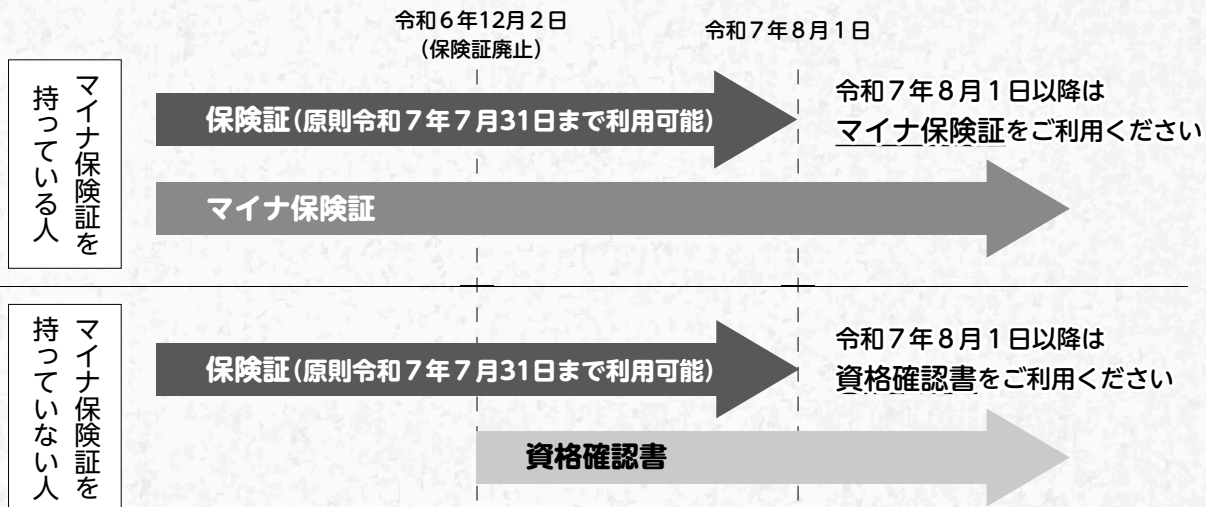 令和６年12月２日
（保険証廃止）
令和７年８月１日
マイナ保険証を
持っている人
保険証（原則令和７年７月31日まで利用可能）
令和７年８月１日以降は
マイナ保険証をご利用ください
マイナ保険証
マイナ保険証を
持っていない人
保険証（原則令和７年７月31日まで利用可能）
令和７年８月１日以降は
資格確認書をご利用ください
資格確認書